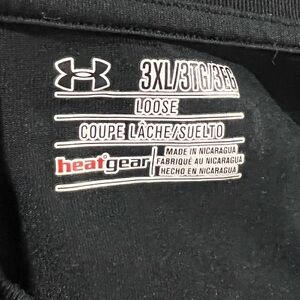 3XL/3TG/3EG
LOOSE
COUPE LÂCHE/SUELTO
heatgear
MADE IN NICARAGUA
FABRIQUÉ AU NICARAGUA
HECHO EN NICARAGUA